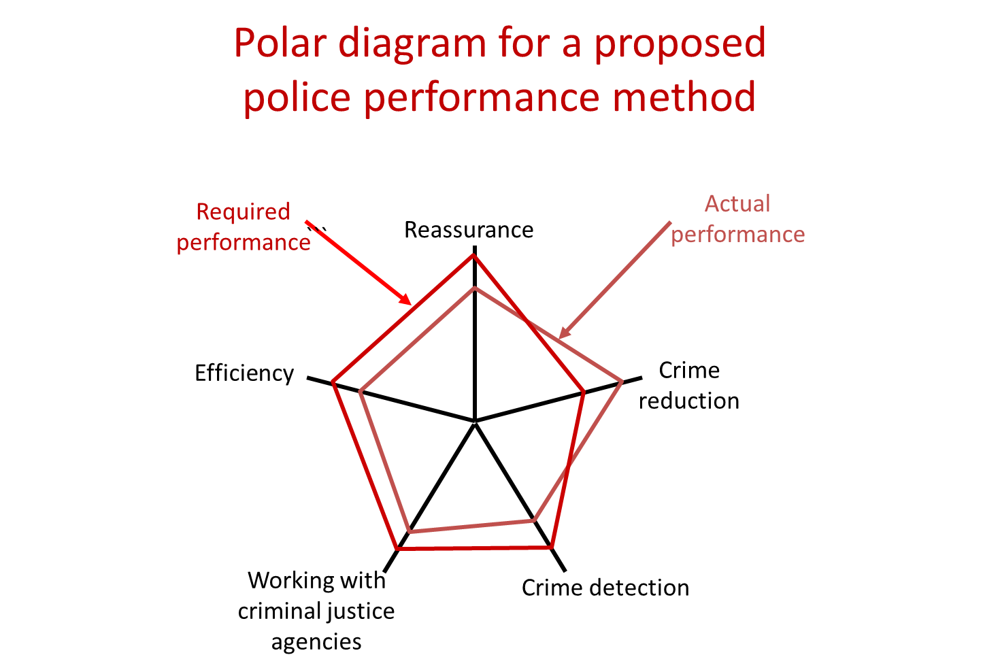 Polar diagram for a proposed
police performance method
Required
performance
```
Actual
performance
Reassurance
Efficiency
Crime
reduction
Working with
criminal justice
agencies
Crime detection